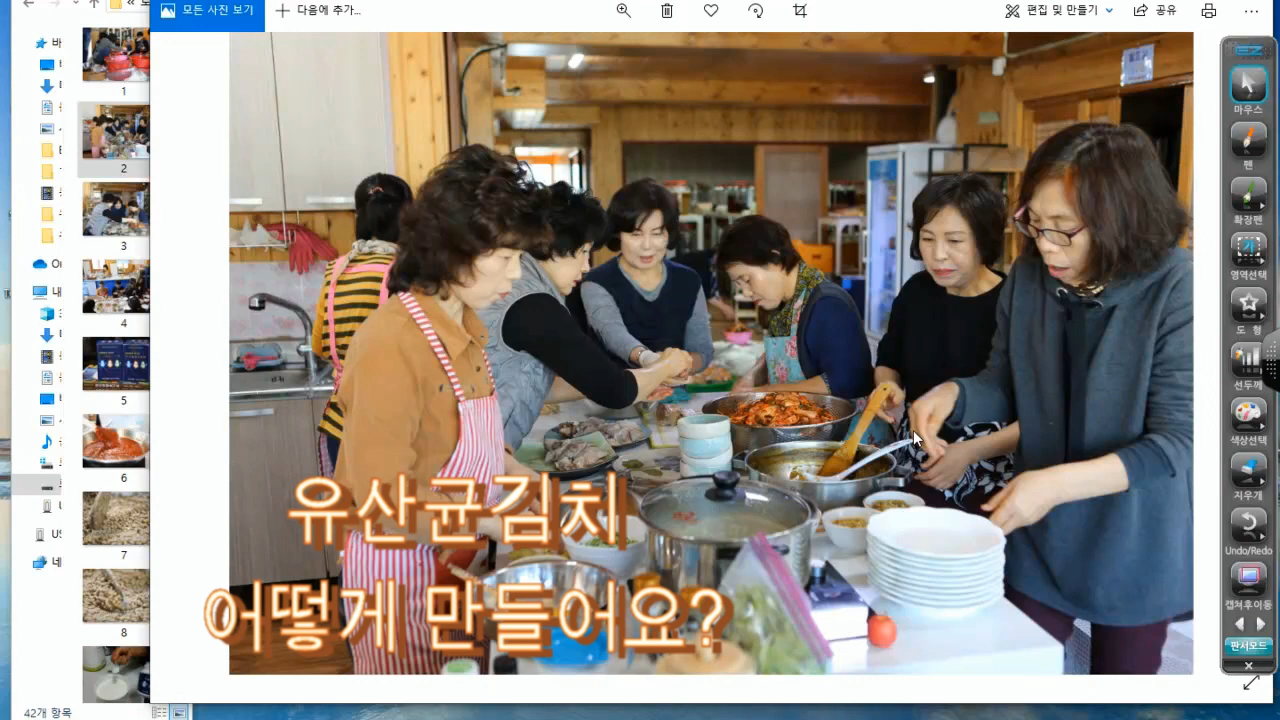 모든 사진 보기
다음에 추가...
편집 및 만들기
공유
1
2
3
4
5
6
7
8
42개 항목
유산균김치
어떻게 만들어요?
EZ
마우스
펜
확장펜
영역선택
도 형
선두께
색상선택
지우개
Undo/Redo
캡쳐후이동
판서모드